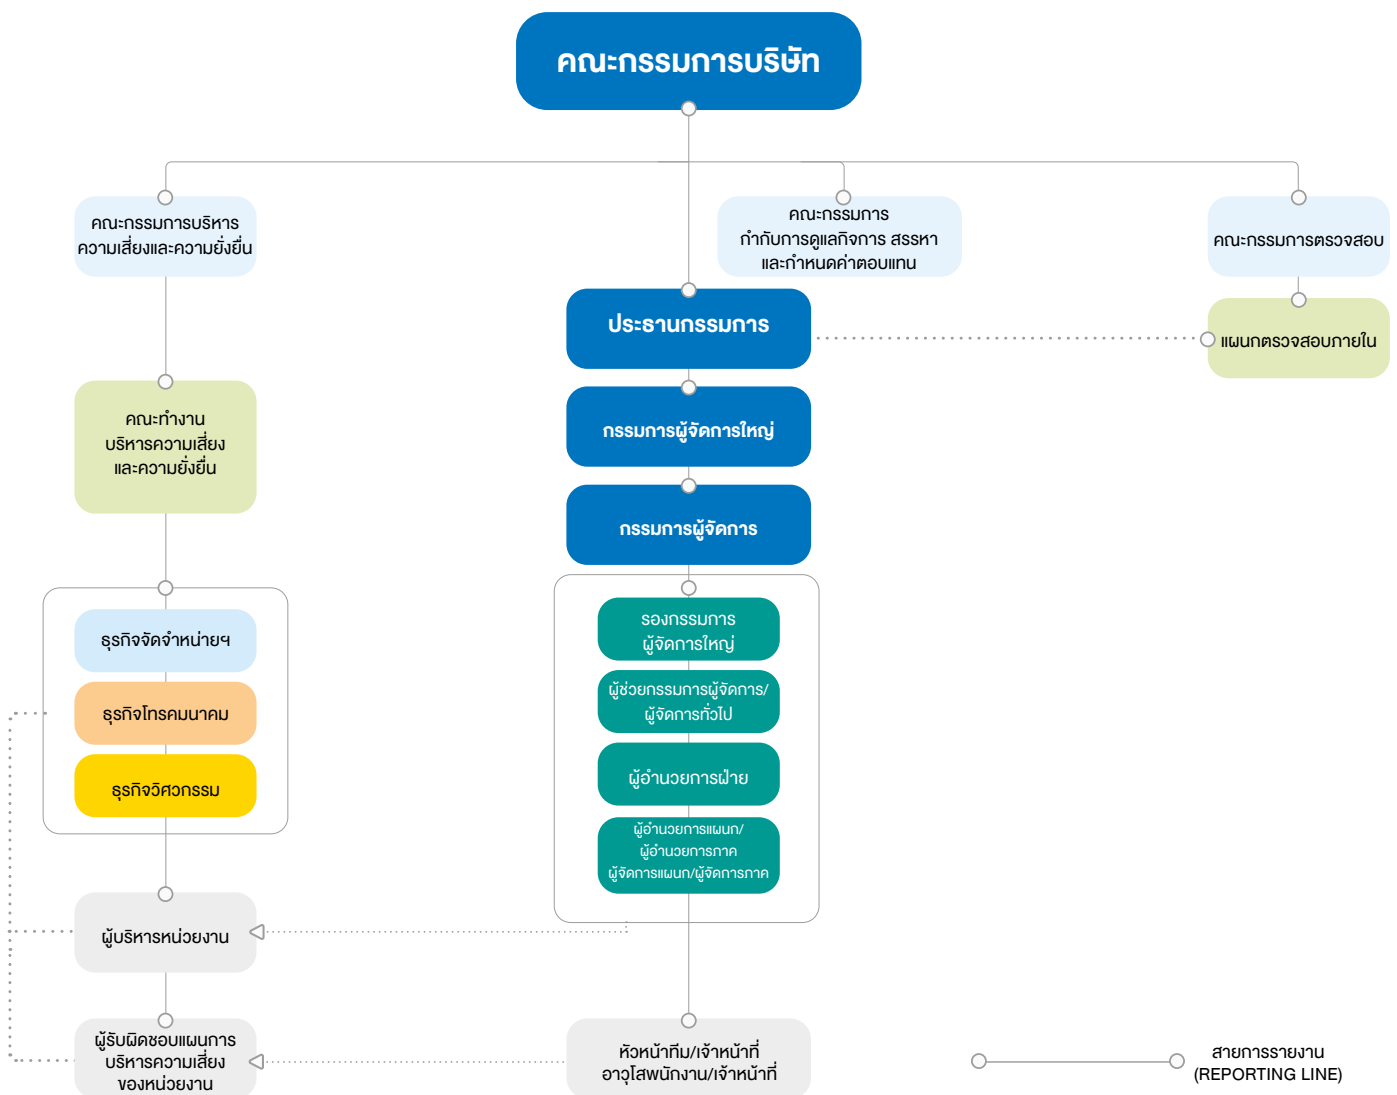 คณะกรรมการบริษัท
คณะกรรมการบริหาร
ความเสี่ยงและความยั่งยืน
คณะกรรมการ
กำกับการดูแลกิจการ สรรหา
และกำหนดค่าตอบแทน
คณะกรรมการตรวจสอบ
ประธานกรรมการ
แผนกตรวจสอบภายใน
คณะทำงาน
บริหารความเสี่ยง
และความยั่งยืน
กรรมการผู้จัดการใหญ่
กรรมการผู้จัดการ
ธุรกิจจัดจำหน่ายฯ
ธุรกิจโทรคมนาคม
ธุรกิจวิศวกรรม
รองกรรมการ
ผู้จัดการใหญ่
ผู้ช่วยกรรมการผู้จัดการ/
ผู้จัดการทั่วไป
ผู้อำนวยการฝ่าย
ผู้อำนวยการแผนก/
ผู้อำนวยการภาค
ผู้จัดการแผนก/ผู้จัดการภาค
ผู้บริหารหน่วยงาน
ผู้รับผิดชอบแผนการ
บริหารความเสี่ยง
ของหน่วยงาน
หัวหน้าทีม/เจ้าหน้าที่
อาวุโสพนักงาน/เจ้าหน้าที่
สายการรายงาน
(REPORTING LINE)